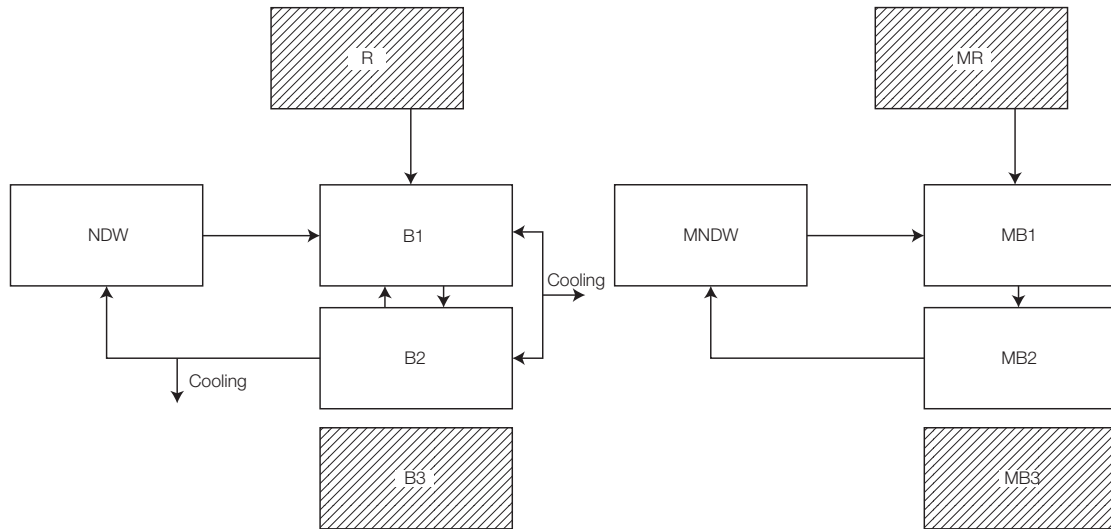 R
MR
NDW
B1
MNDW
MB1
Cooling
B2
MB2
Cooling
B3
MB3